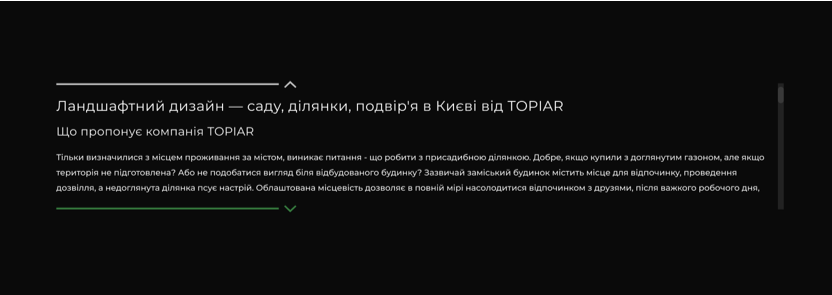 Ландшафтний дизайн — саду, ділянки, подвір'я в Києві від TOPIAR
Що пропонує компанія TOPIAR
Тільки визначилися з місцем проживання за містом, виникає питання - що робити з присадибною ділянкою. Добре, якщо купили з доглянутим газоном, але якщо
територія не підготовлена? Або не подобатися вигляд біля відбудованого будинку? Зазвичай заміський будинок містить місце для відпочинку, проведення
дозвілля, а недоглянута ділянка псує настрій. Облаштована місцевість дозволяє в повній мірі насолодитися відпочинком з друзями, після важкого робочого дня,